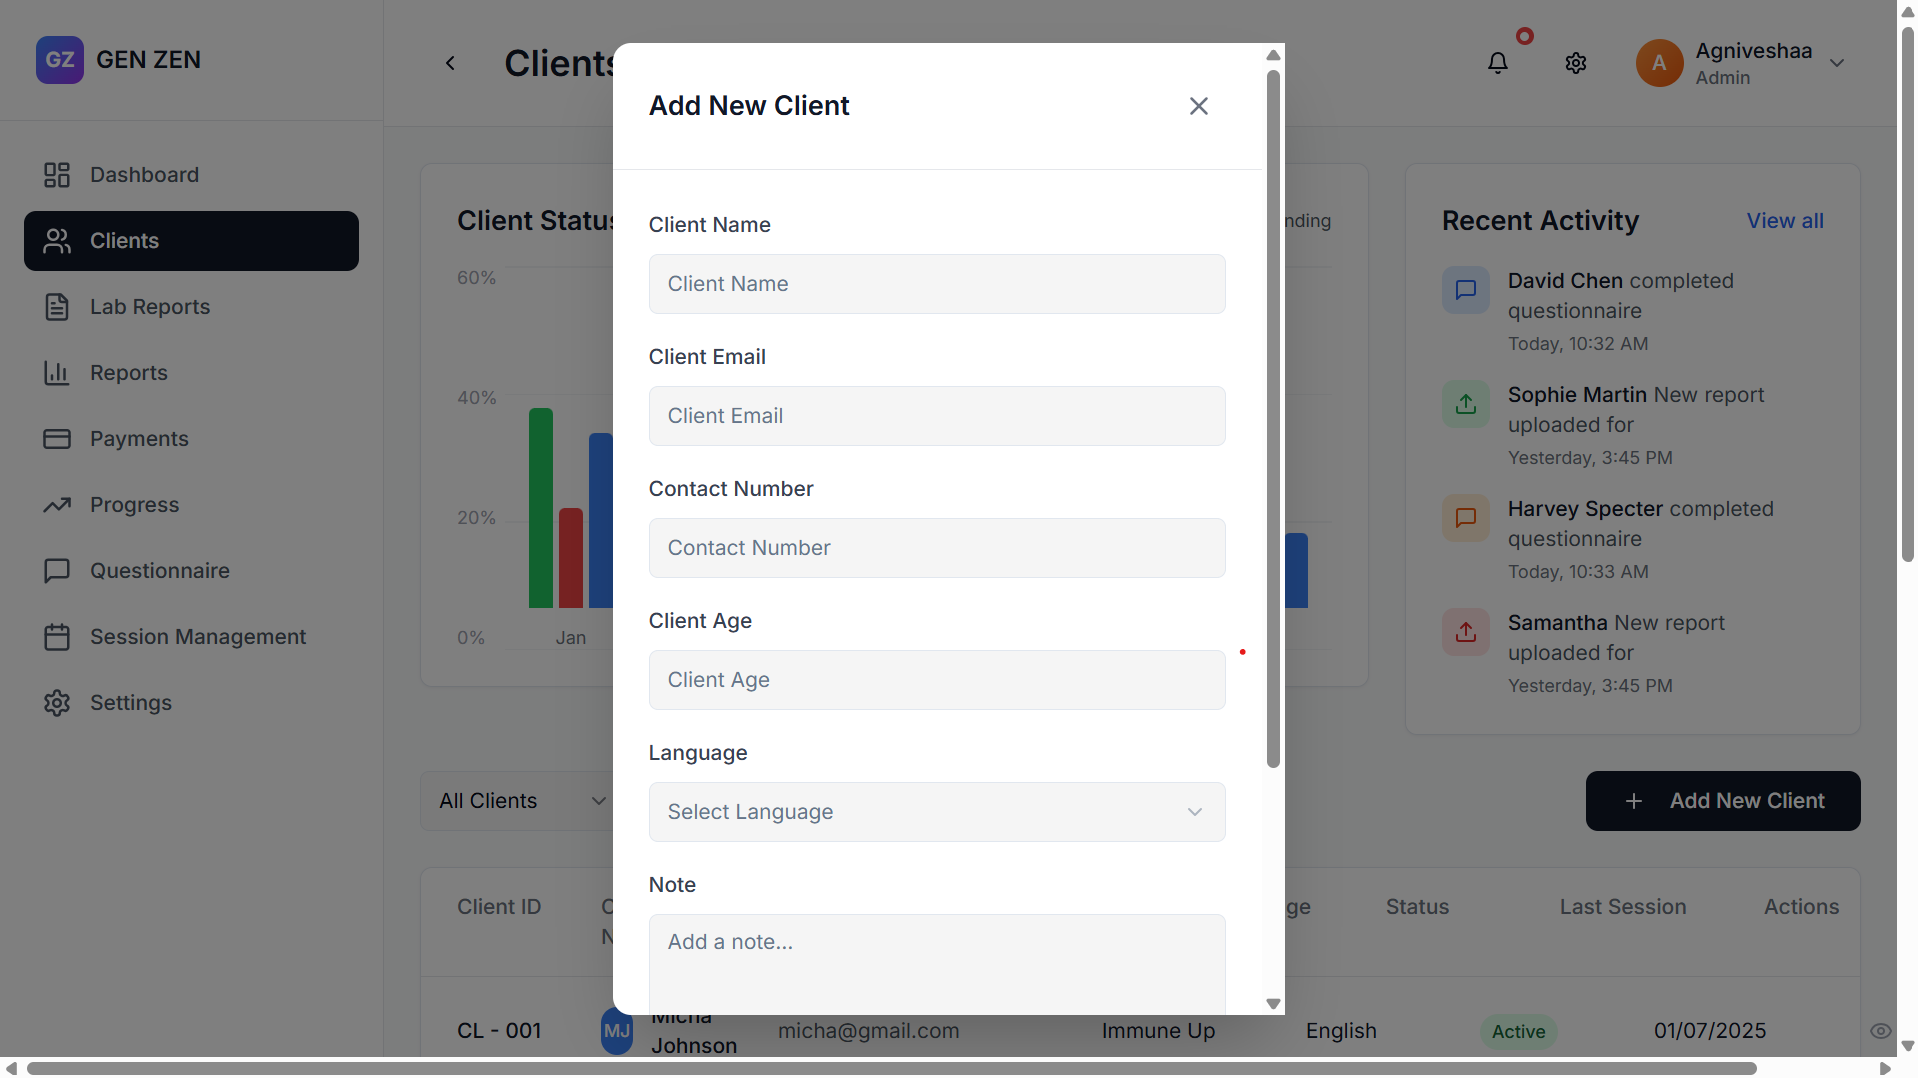 GZ GEN ZEN
Dashboard
Clients
Lab Reports
Reports
Payments
Progress
Questionnaire
Session Management
Settings
Clients
A
Agniveshaa
Admin
Client Status
nding
60%
40%
20%
0%
Jan
Recent Activity
View all
David Chen completed
questionnaire
Today, 10:32 AM
Sophie Martin New report
uploaded for
Yesterday, 3:45 PM
Harvey Specter completed
questionnaire
Today, 10:33 AM
Samantha New report
uploaded for
Yesterday, 3:45 PM
All Clients
Add New Client
Add New Client
Client Name
Client Name
Client Email
Client Email
Contact Number
Contact Number
Client Age
Client Age
Language
Select Language
Note
Add a note...
Client ID
ge
Status
Last Session
Actions
CL - 001
MJ
Micha
Johnson
micha@gmail.com
Immune Up
English
Active
01/07/2025